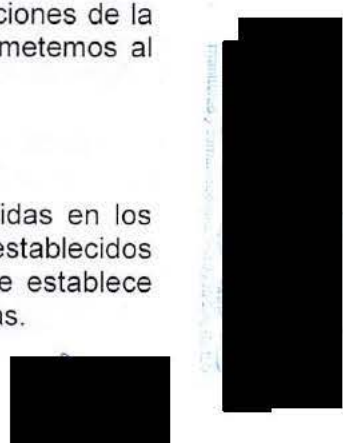 ciones de la
metemos al
idas en los
establecidos
e establece
as.